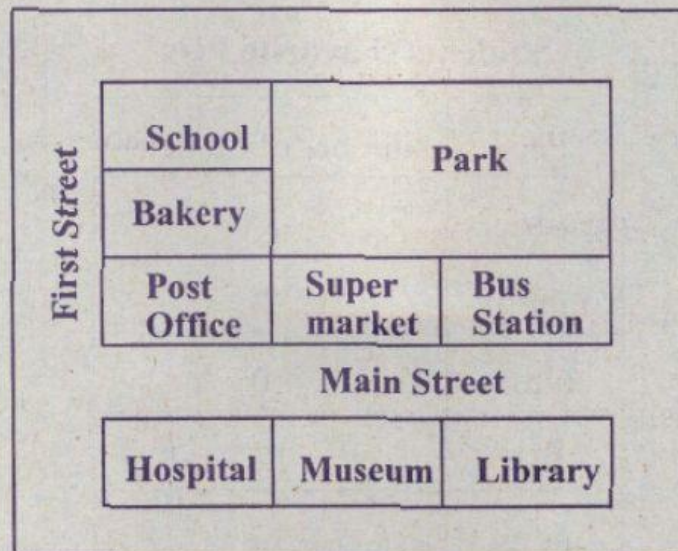 First Street
School
Park
Bakery
Post
Office
Super
market
Bus
Station
Main Street
Hospital
Museum
Library